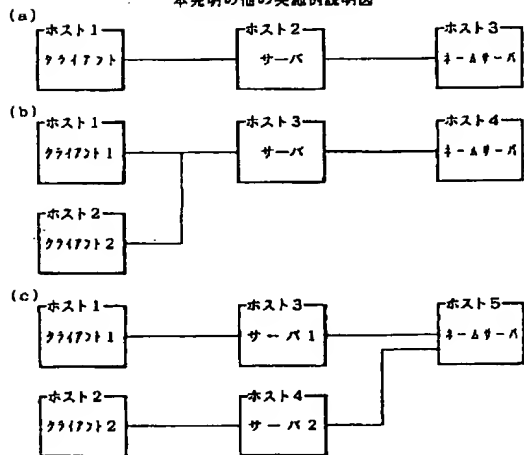 本発明の他の実施例説明図
(a)
ホスト1 ホスト2 ホスト3
クライアント サーバ ネームサーバ
(b)
ホスト1 ホスト3 ホスト4
クライアント1 サーバ ネームサーバ
ホスト2
クライアント2
(c)
ホスト1 ホスト3 ホスト5
クライアント1 サーバ1 ネームサーバ
ホスト2 ホスト4
クライアント2 サーバ2